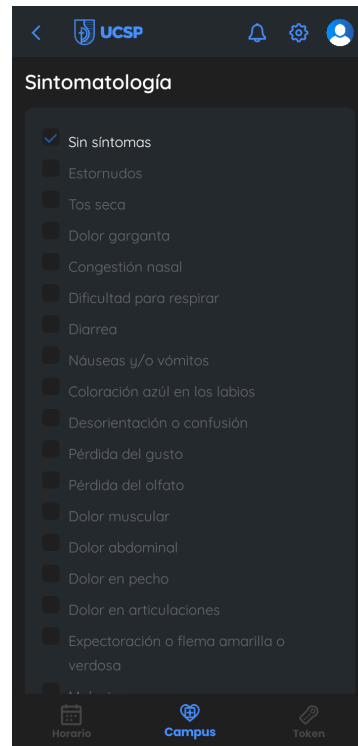 UCSP
Sintomatología
Sin síntomas
Estornudos
Tos seca
Dolor garganta
Congestión nasal
Dificultad para respirar
Diarrea
Náuseas y/o vómitos
Coloración azúl en los labios
Desorientación o confusión
Pérdida del gusto
Pérdida del olfato
Dolor muscular
Dolor abdominal
Dolor en pecho
Dolor en articulaciones
Expectoración o flema amarilla o
verdosa
Horario
Campus
Token